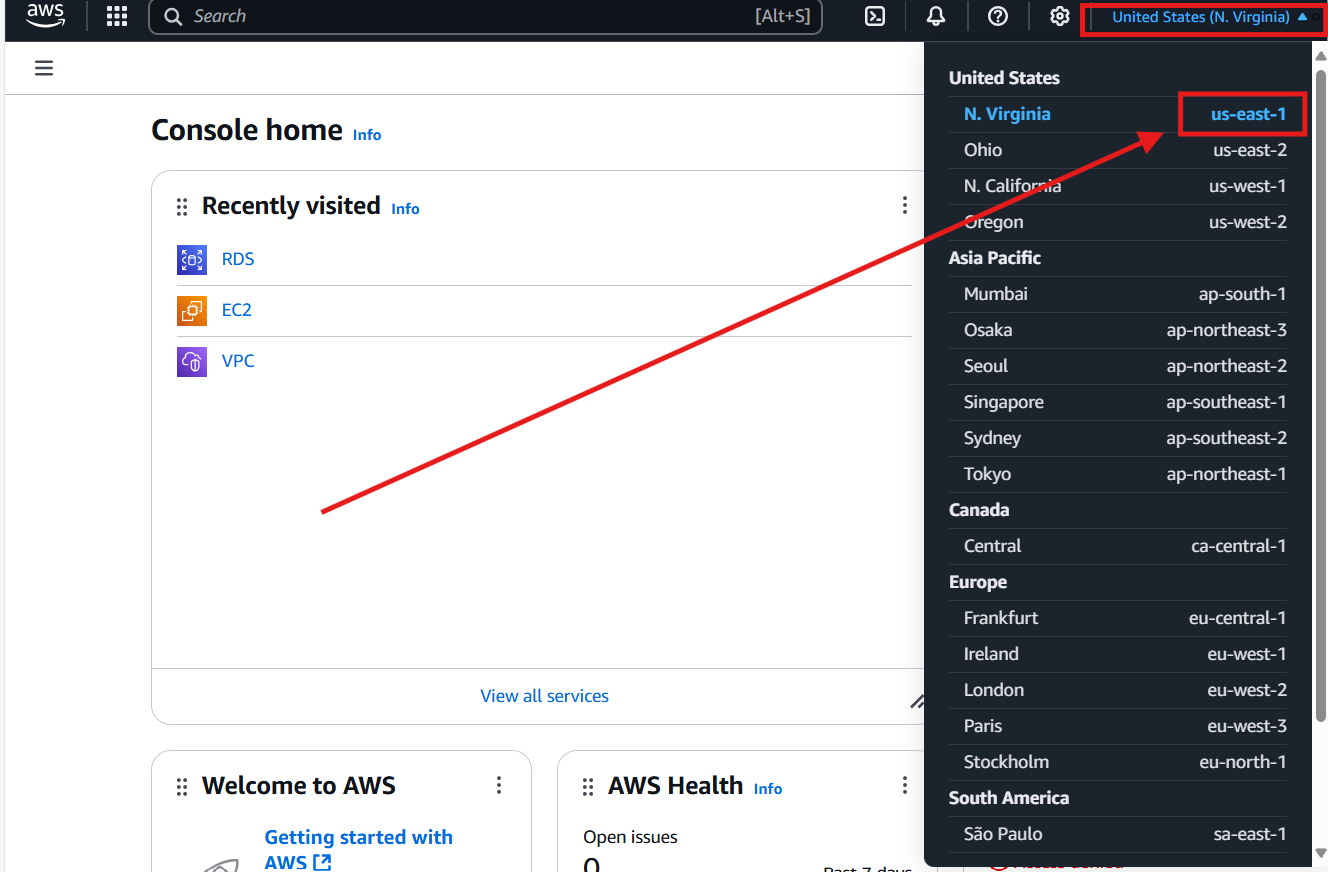 aws
Search [Alt+S]
United States (N. Virginia)
Console home Info
Recently visited Info
RDS
EC2
VPC
View all services
Welcome to AWS
Getting started with
AWS
AWS Health Info
Open issues
0
Past 7 days
United States
N. Virginia us-east-1
Ohio us-east-2
N. California us-west-1
Oregon us-west-2
Asia Pacific
Mumbai ap-south-1
Osaka ap-northeast-3
Seoul ap-northeast-2
Singapore ap-southeast-1
Sydney ap-southeast-2
Tokyo ap-northeast-1
Canada
Central ca-central-1
Europe
Frankfurt eu-central-1
Ireland eu-west-1
London eu-west-2
Paris eu-west-3
Stockholm eu-north-1
South America
São Paulo sa-east-1